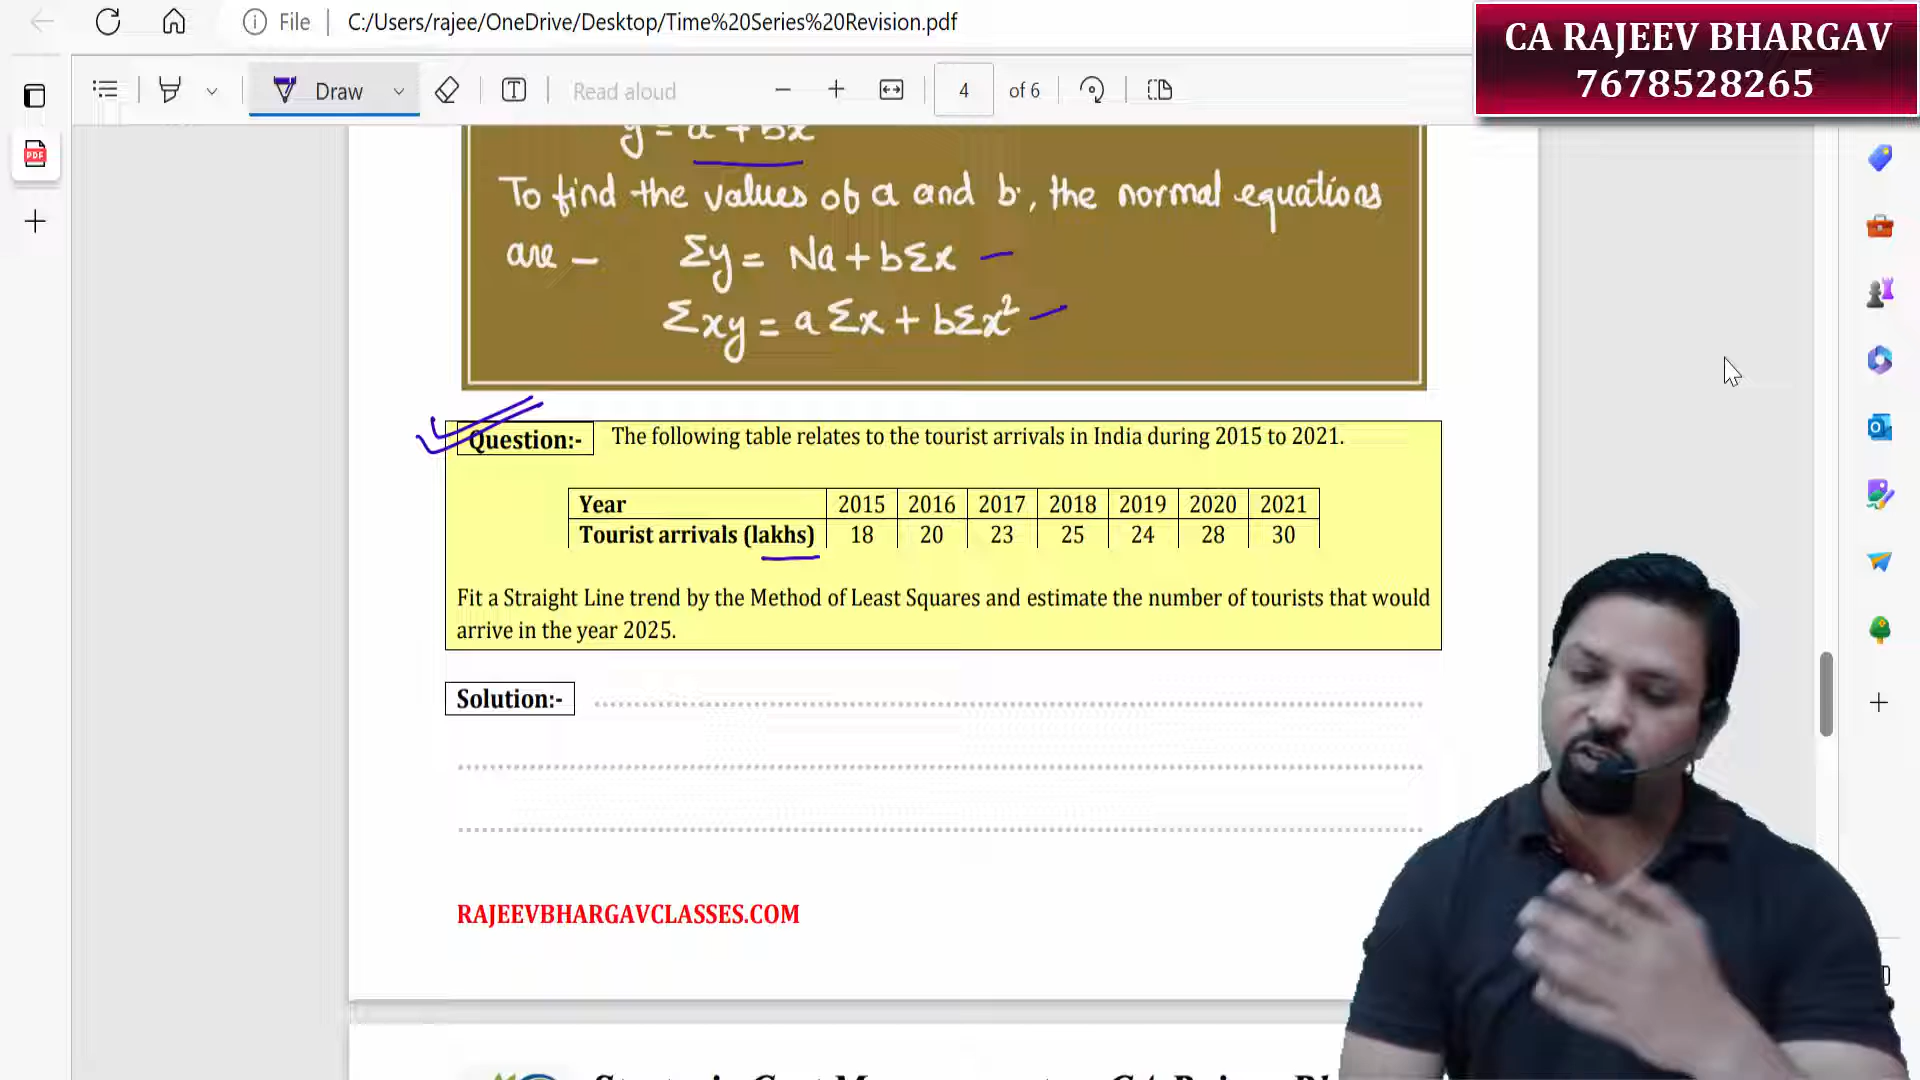 File
C:/Users/rajee/OneDrive/Desktop/Time%20Series%20Revision.pdf
CA RAJEEV BHARGAV
7678528265
Draw
Read aloud
4 of 6
y = a + bx
To find the values of a and b, the normal equations
are – Σy = Na + bΣx
Σxy = a Σx + bΣx²
Question:- The following table relates to the tourist arrivals in India during 2015 to 2021.
Year 2015 2016 2017 2018 2019 2020 2021
Tourist arrivals (lakhs) 18 20 23 25 24 28 30
Fit a Straight Line trend by the Method of Least Squares and estimate the number of tourists that would
arrive in the year 2025.
Solution:-
RAJEEVBHARGAVCLASSES.COM